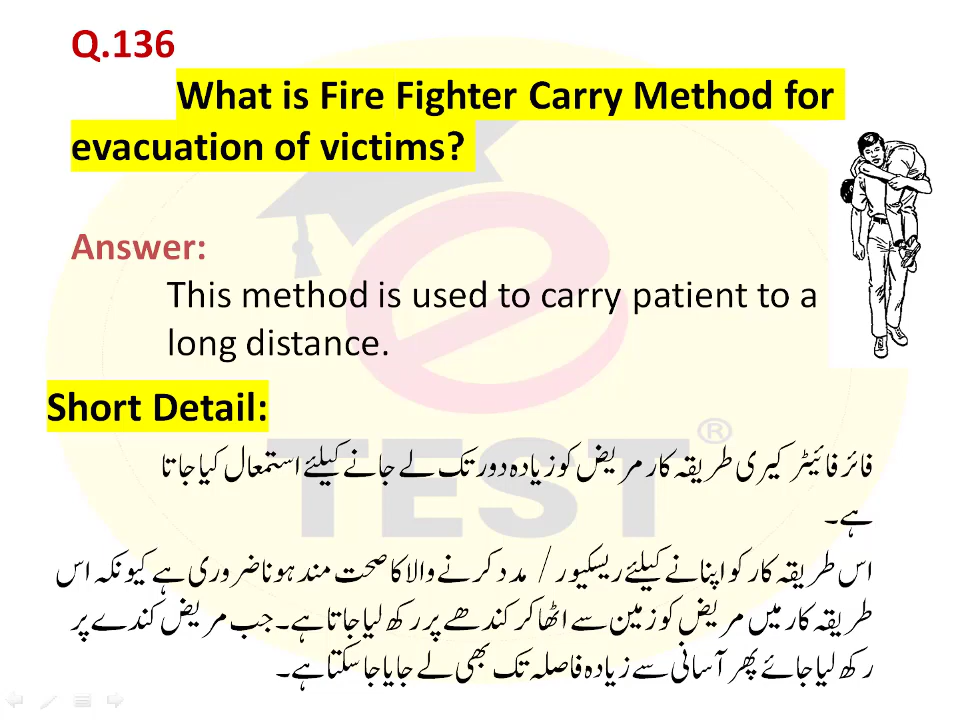 Q.136
What is Fire Fighter Carry Method for
evacuation of victims?
Answer:
This method is used to carry patient to a
long distance.
Short Detail:
e
TEST®
فائر فائیٹر کیری طریقہ کار مریض کو زیادہ دور تک لے جانے کیلئے استعمال کیا جاتا
ہے۔
اس طریقہ کار کو اپنانے کیلئے ریسکیور / مدد کرنے والا کا صحت مند ہونا ضروری ہے کیونکہ اس
طریقہ کار میں مریض کو زمین سے اٹھا کر کندھے پر رکھ لیا جاتا ہے۔ جب مریض کندے پر
رکھ لیا جائے پھر آسانی سے زیادہ فاصلہ تک بھی لے جایا جا سکتا ہے۔